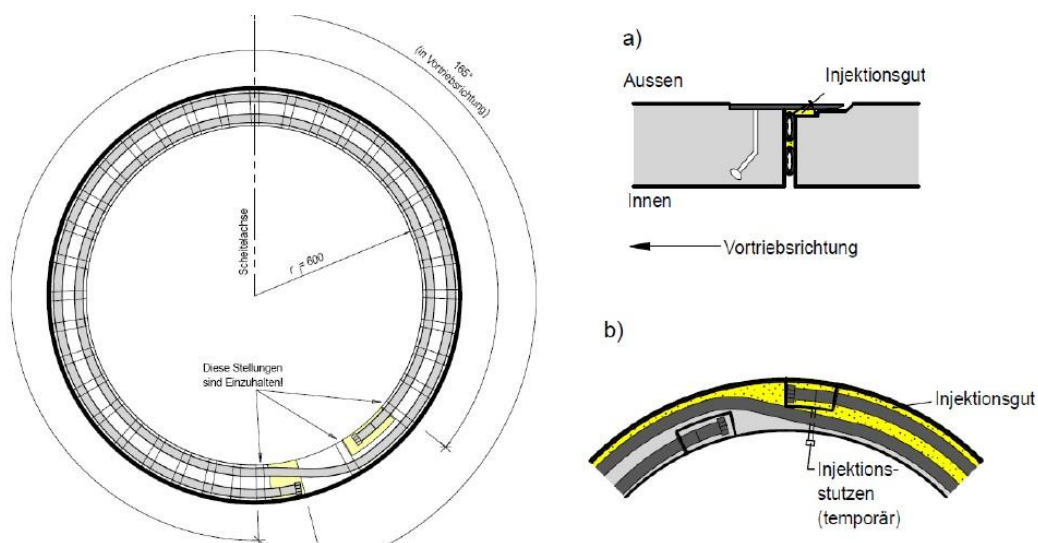 165°
(in Vortriebsrichtung)
Scheitelachse
r = 600
Diese Stellungen
sind Einzuhalten!
a)
Aussen
Injektionsgut
Innen
Vortriebsrichtung
b)
Injektionsgut
Injektions-
stutzen
(temporär)